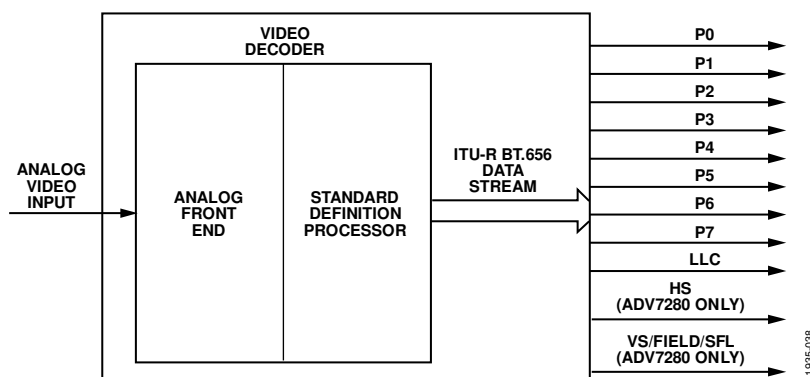 VIDEO
DECODER
ANALOG
VIDEO
INPUT
ANALOG
FRONT
END
STANDARD
DEFINITION
PROCESSOR
ITU-R BT.656
DATA
STREAM
P0
P1
P2
P3
P4
P5
P6
P7
LLC
HS
(ADV7280 ONLY)
VS/FIELD/SFL
(ADV7280 ONLY)